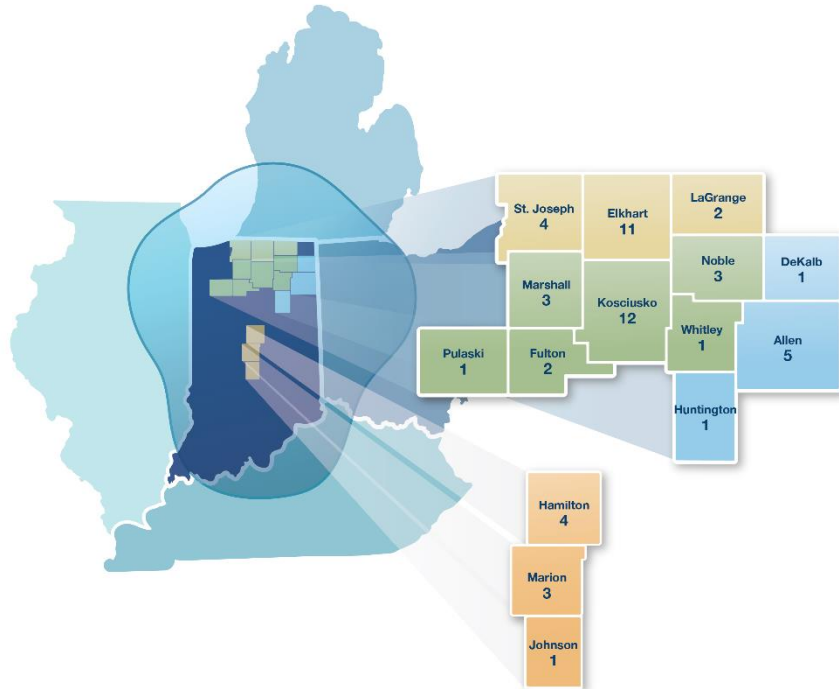 St. Joseph
4
Elkhart
11
LaGrange
2
Marshall
3
Kosciusko
12
Noble
3
DeKalb
1
Pulaski
1
Fulton
2
Whitley
1
Allen
5
Huntington
1
Hamilton
4
Marion
3
Johnson
1